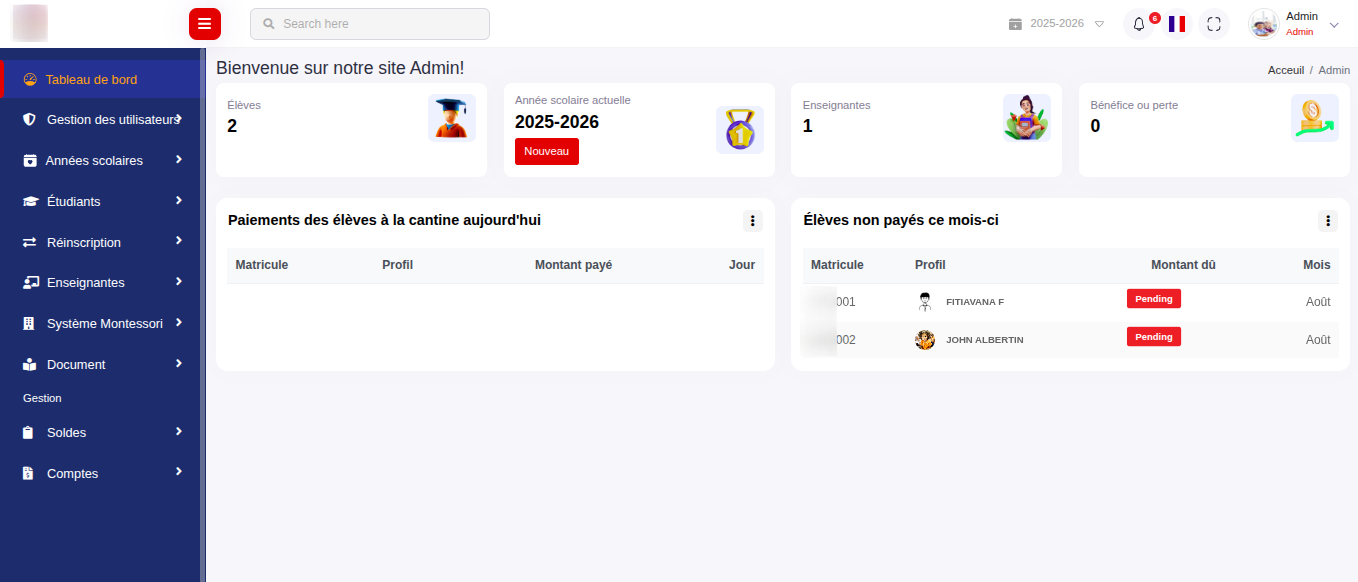 Search here
2025-2026
6
Admin
Admin
Tableau de bord
Gestion des utilisateurs
Années scolaires
Étudiants
Réinscription
Enseignantes
Système Montessori
Document
Gestion
Soldes
Comptes
Bienvenue sur notre site Admin!
Acceuil / Admin
Élèves
2
Année scolaire actuelle
2025-2026
Nouveau
1
Enseignantes
1
Bénéfice ou perte
0
Paiements des élèves à la cantine aujourd'hui
Matricule Profil Montant payé Jour
Élèves non payés ce mois-ci
Matricule Profil Montant dû Mois
001 FITIAVANA F Pending Août
002 JOHN ALBERTIN Pending Août